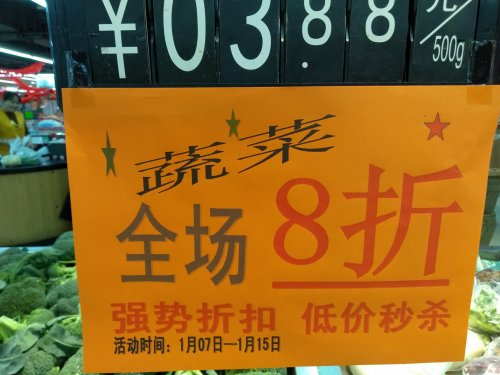 ¥ 03.88 元/500g
蔬菜
全场8折
强势折扣 低价秒杀
活动时间：1月07日—1月15日